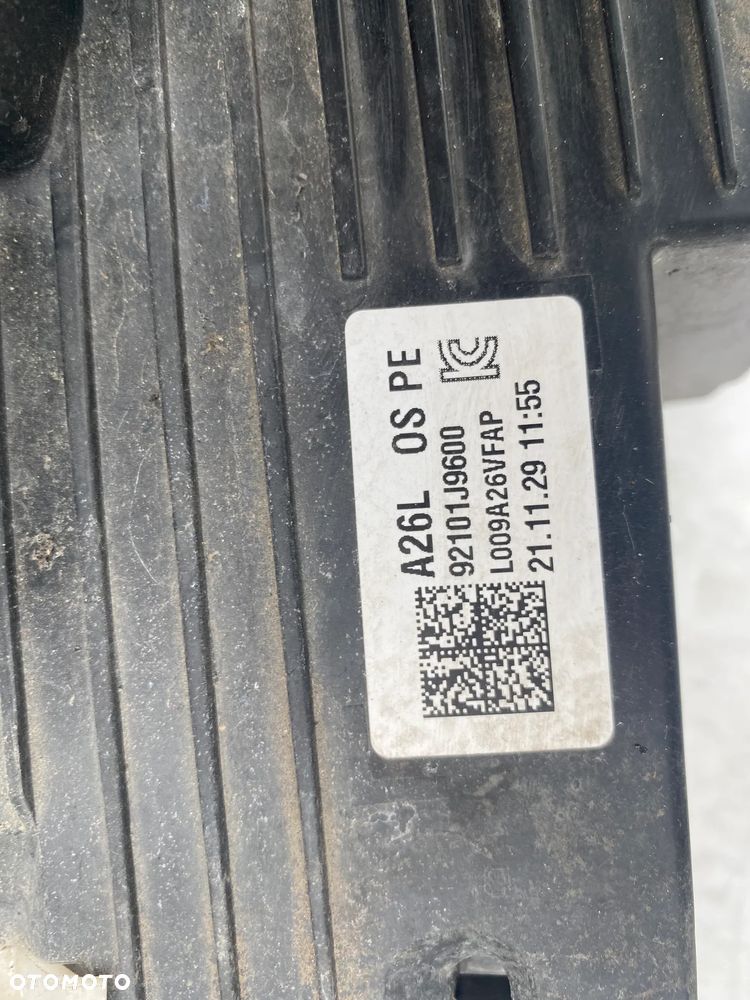 A26L OS PE
92101J9600
L009A26VFAP
21.11.29 11:55
OTOMOTO